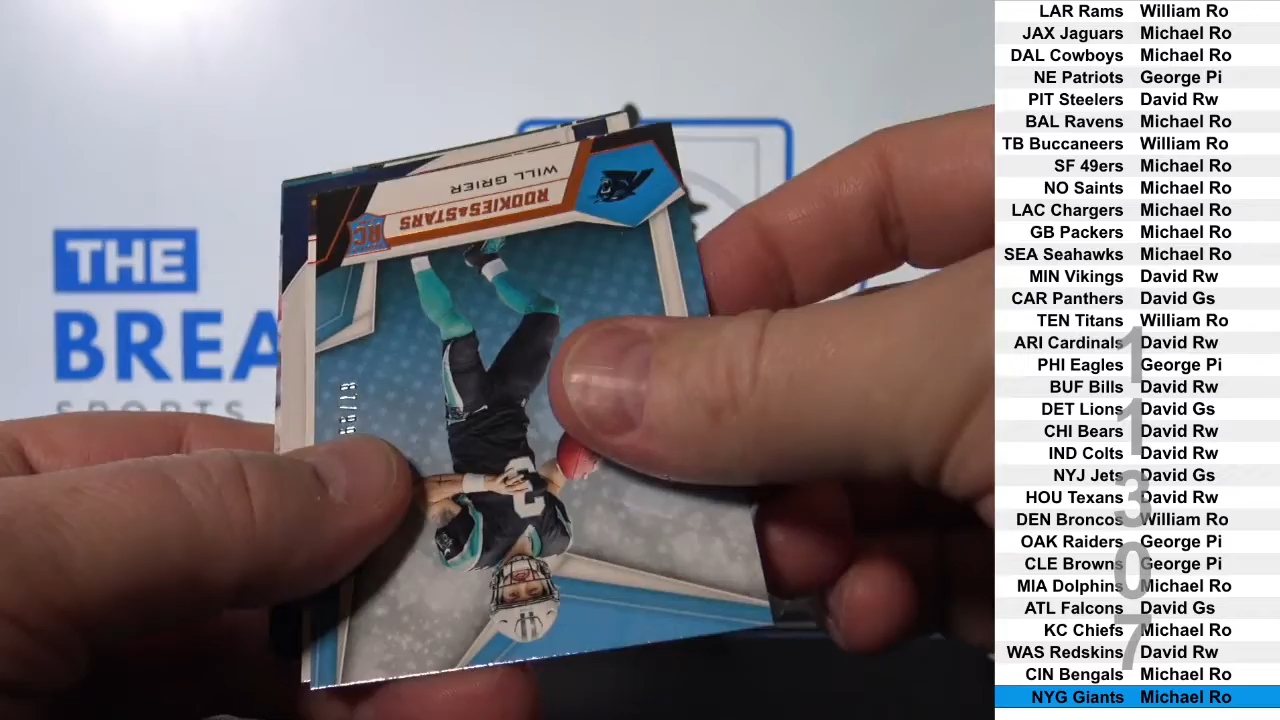 THE
BREA
SPORTS
WILL GRIER
ROOKIES & STARS
RC
3
LAR Rams William Ro
JAX Jaguars Michael Ro
DAL Cowboys Michael Ro
NE Patriots George Pi
PIT Steelers David Rw
BAL Ravens Michael Ro
TB Buccaneers William Ro
SF 49ers Michael Ro
NO Saints Michael Ro
LAC Chargers Michael Ro
GB Packers Michael Ro
SEA Seahawks Michael Ro
MIN Vikings David Rw
CAR Panthers David Gs
TEN Titans William Ro
ARI Cardinals David Rw
PHI Eagles George Pi
BUF Bills David Rw
DET Lions David Gs
CHI Bears David Rw
IND Colts David Rw
NYJ Jets David Gs
HOU Texans David Rw
DEN Broncos William Ro
OAK Raiders George Pi
CLE Browns George Pi
MIA Dolphins Michael Ro
ATL Falcons David Gs
KC Chiefs Michael Ro
WAS Redskins David Rw
CIN Bengals Michael Ro
NYG Giants Michael Ro
1
1
3
0
7